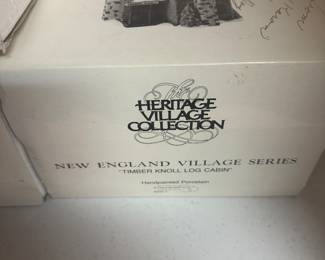 The
HERITAGE
VILLAGE
COLLECTION
NEW ENGLAND VILLAGE SERIES
"TIMBER KNOLL LOG CABIN"
Handpainted Porcelain